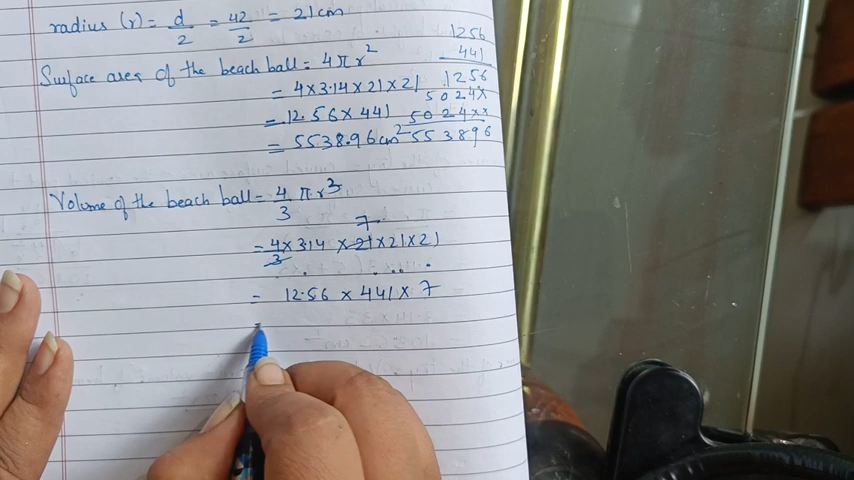 radius (r) = d/2 = 42/2 = 21cm
Surface area of the beach ball = 4πr²
= 4×3.14×21×21
= 12.56×441
= 5538.96cm²
1256
441
1256
5024×
5024××
553896
Volume of the beach ball = 4/3 πr³
7
= 4/3 × 3.14 × 21×21×21
= 12.56 × 441 × 7
=